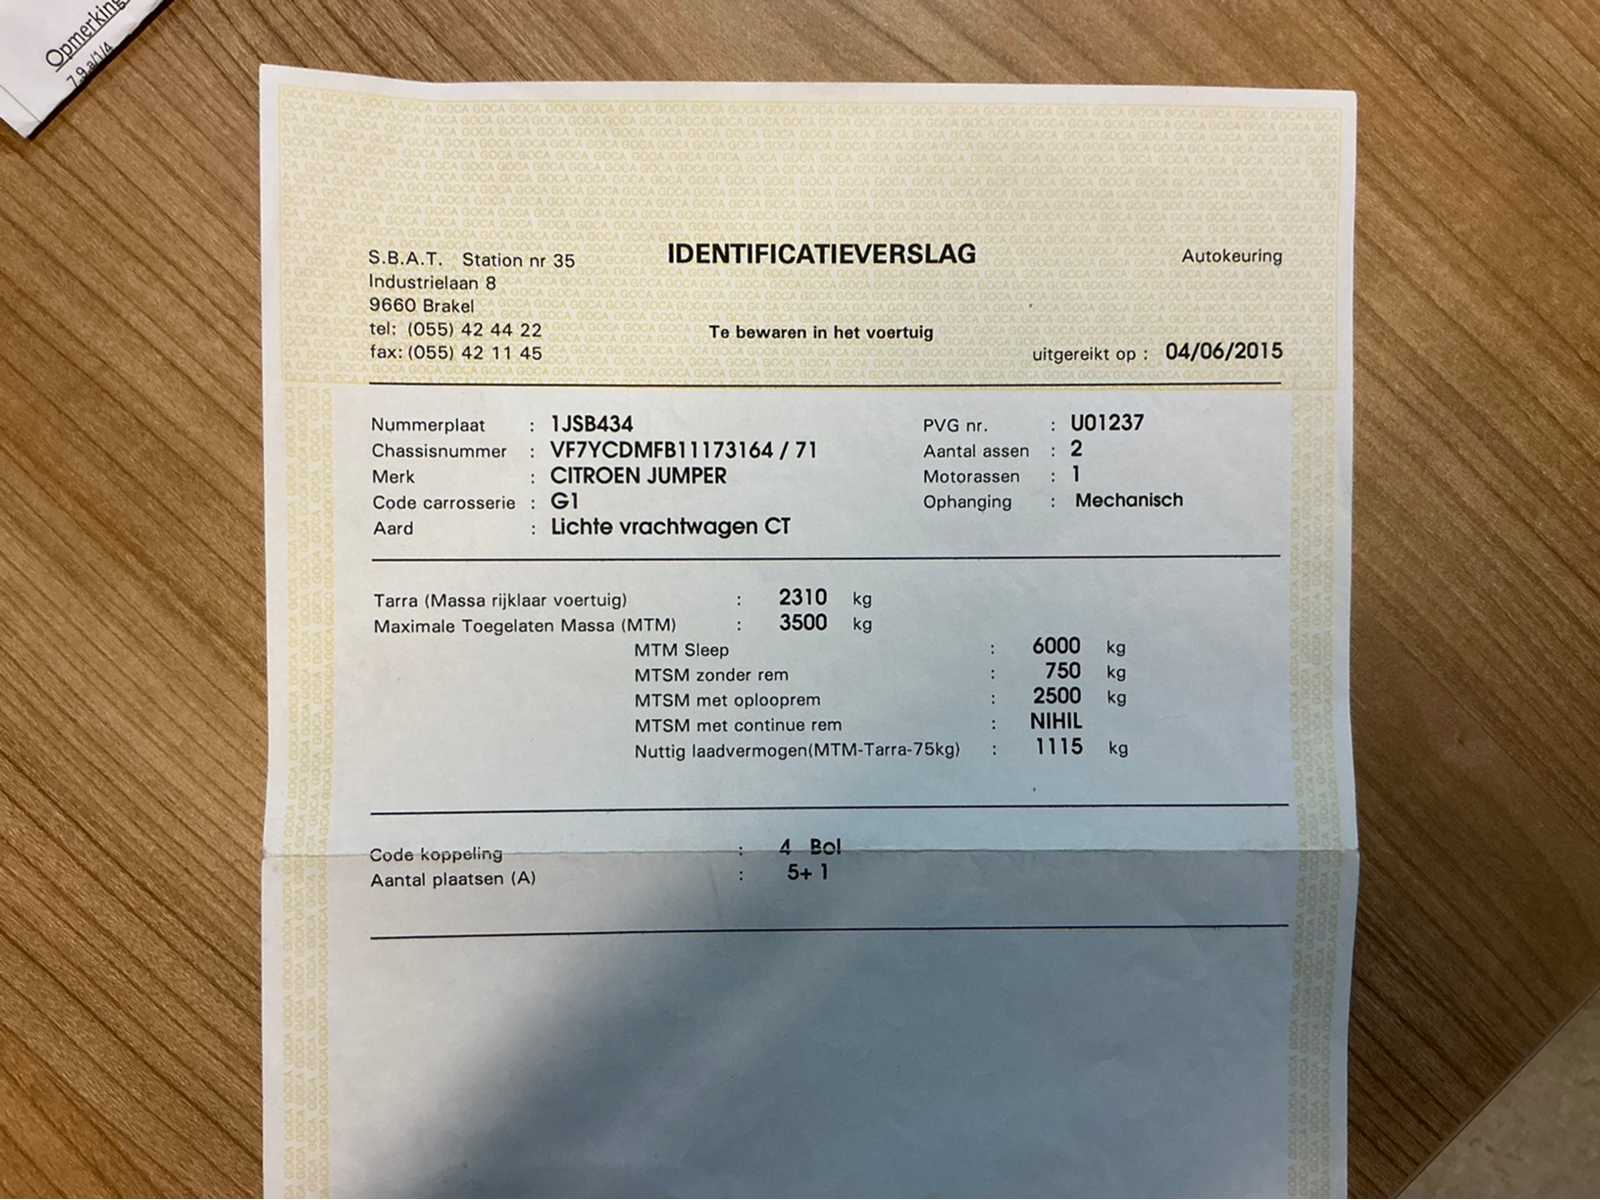 Opmerking
7.9.a/1/4
S.B.A.T. Station nr 35
Industrielaan 8
9660 Brakel
tel: (055) 42 44 22
fax: (055) 42 11 45
IDENTIFICATIEVERSLAG
Te bewaren in het voertuig
Autokeuring
uitgereikt op : 04/06/2015
Nummerplaat : 1JSB434
Chassisnummer : VF7YCDMFB11173164 / 71
Merk : CITROEN JUMPER
Code carrosserie : G1
Aard : Lichte vrachtwagen CT
PVG nr. : U01237
Aantal assen : 2
Motorassen : 1
Ophanging : Mechanisch
Tarra (Massa rijklaar voertuig) : 2310 kg
Maximale Toegelaten Massa (MTM) : 3500 kg
MTM Sleep : 6000 kg
MTSM zonder rem : 750 kg
MTSM met oplooprem : 2500 kg
MTSM met continue rem : NIHIL
Nuttig laadvermogen(MTM-Tarra-75kg) : 1115 kg
Code koppeling : 4 Bol
Aantal plaatsen (A) : 5+ 1